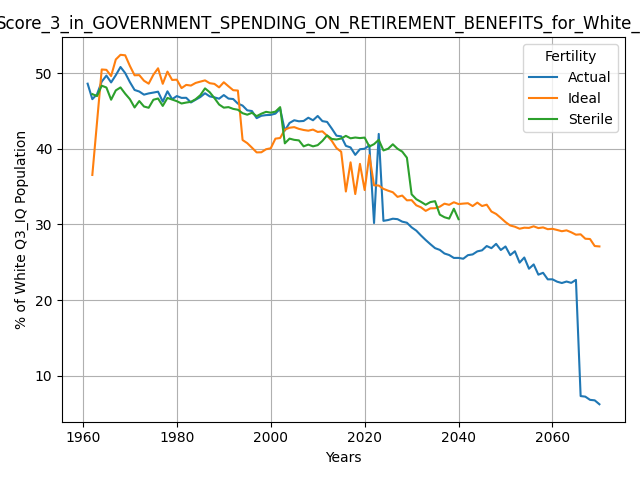 Score_3_in_GOVERNMENT_SPENDING_ON_RETIREMENT_BENEFITS_for_White_
Fertility
Actual
Ideal
Sterile
% of White Q3_IQ Population
50
40
30
20
10
1960 1980 2000 2020 2040 2060
Years